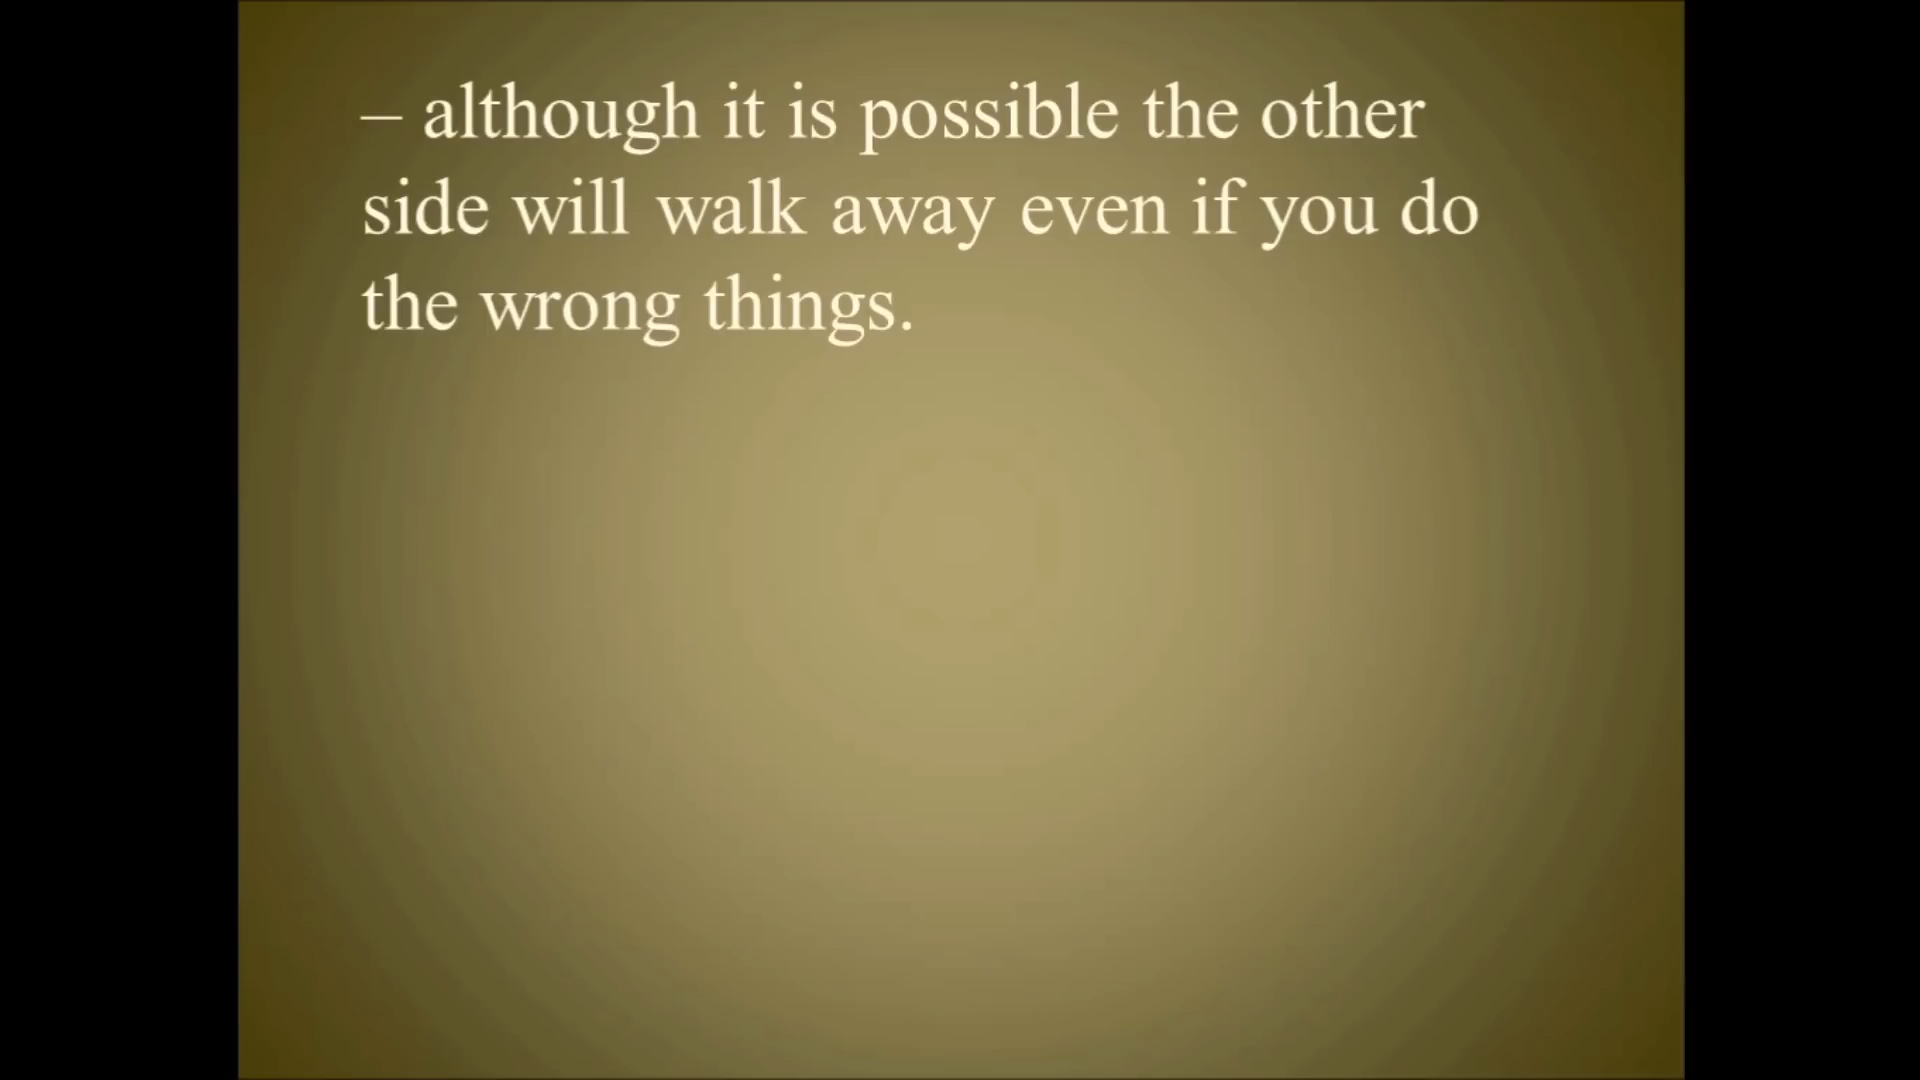 – although it is possible the other
side will walk away even if you do
the wrong things.